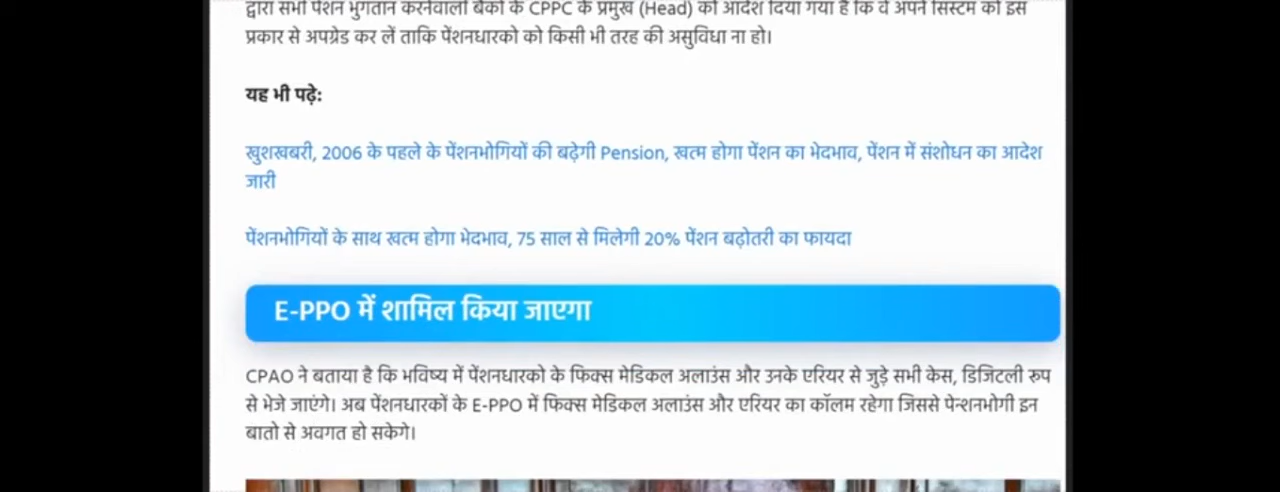 द्वारा सभी पेंशन भुगतान करनेवाली बैंकों के CPPC के प्रमुख (Head) को आदेश दिया गया है कि वे अपने सिस्टम को इस
प्रकार से अपग्रेड कर लें ताकि पेंशनधारको को किसी भी तरह की असुविधा ना हो।
यह भी पढ़े:
खुशखबरी, 2006 के पहले के पेंशनभोगियों की बढ़ेगी Pension, खत्म होगा पेंशन का भेदभाव, पेंशन में संशोधन का आदेश
जारी
पेंशनभोगियों के साथ खत्म होगा भेदभाव, 75 साल से मिलेगी 20% पेंशन बढ़ोतरी का फायदा
E-PPO में शामिल किया जाएगा
CPAO ने बताया है कि भविष्य में पेंशनधारको के फिक्स मेडिकल अलाउंस और उनके एरियर से जुड़े सभी केस, डिजिटली रूप
से भेजे जाएंगे। अब पेंशनधारकों के E-PPO में फिक्स मेडिकल अलाउंस और एरियर का कॉलम रहेगा जिससे पेन्शनभोगी इन
बातो से अवगत हो सकेगे।